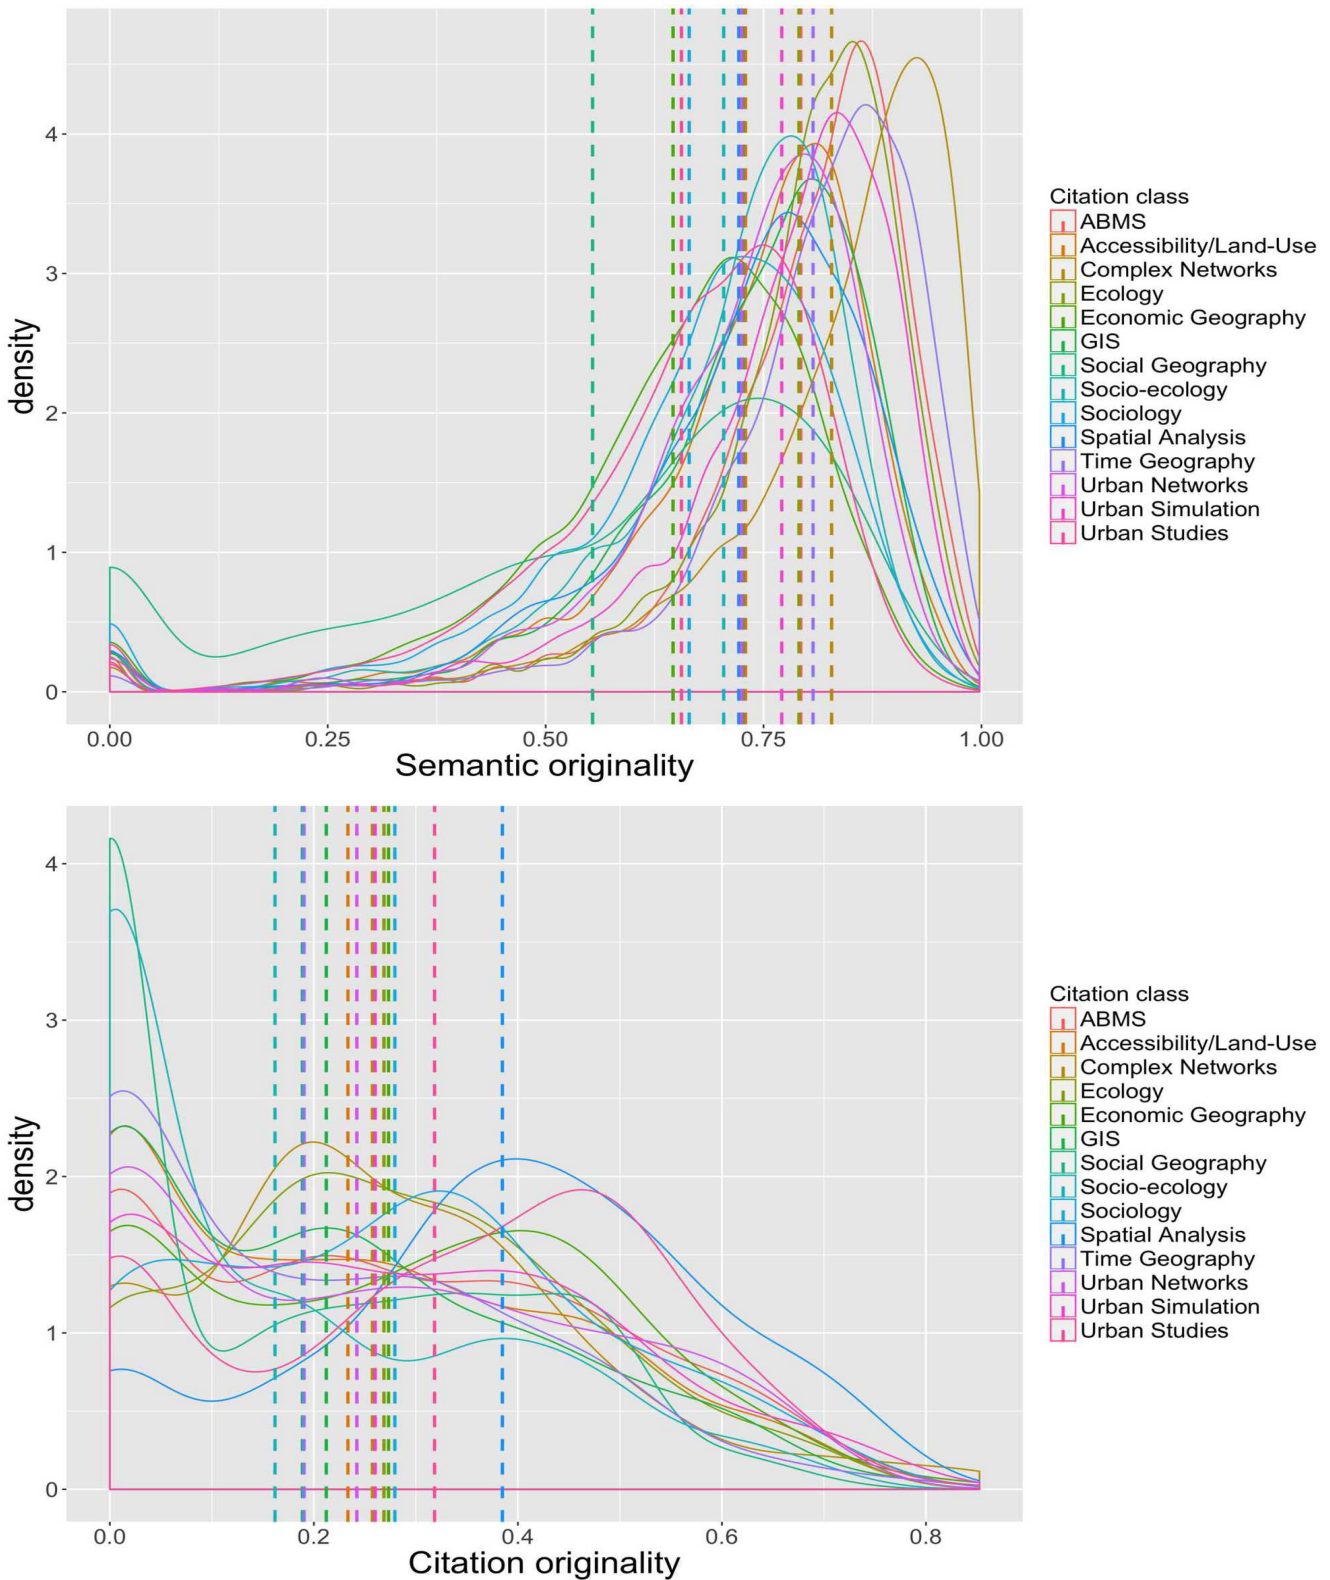 density
4
3
2
1
0
0.00 0.25 0.50 0.75 1.00
Semantic originality
Citation class
ABMS
Accessibility/Land-Use
Complex Networks
Ecology
Economic Geography
GIS
Social Geography
Socio-ecology
Sociology
Spatial Analysis
Time Geography
Urban Networks
Urban Simulation
Urban Studies
density
4
3
2
1
0
0.0 0.2 0.4 0.6 0.8
Citation originality
Citation class
ABMS
Accessibility/Land-Use
Complex Networks
Ecology
Economic Geography
GIS
Social Geography
Socio-ecology
Sociology
Spatial Analysis
Time Geography
Urban Networks
Urban Simulation
Urban Studies